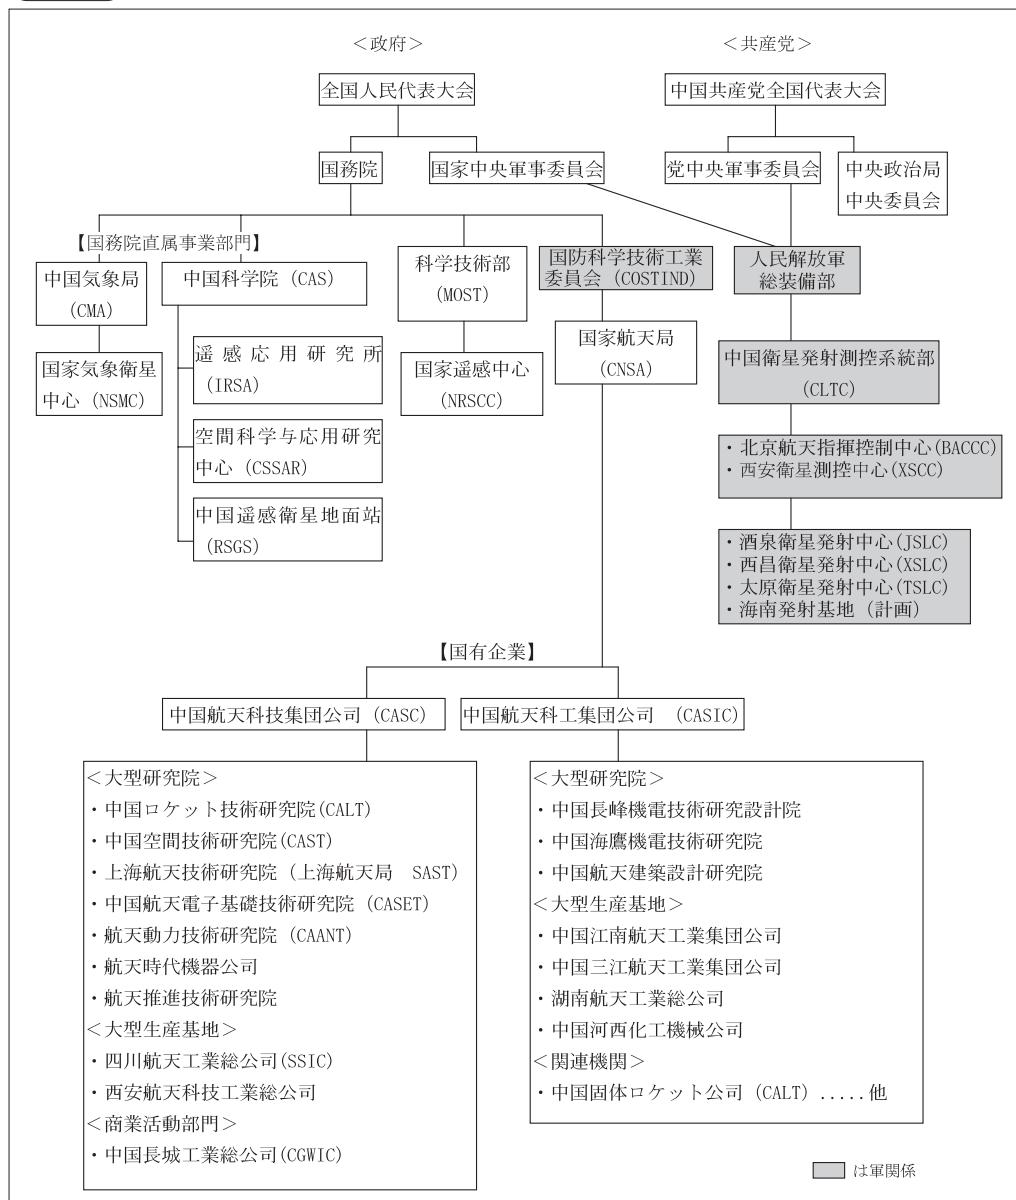 ＜政府＞
＜共産党＞
全国人民代表大会
中国共産党全国代表大会
国務院
国家中央軍事委員会
党中央軍事委員会
中央政治局
中央委員会
【国務院直属事業部門】
中国気象局
(CMA)
国家気象衛星
中心(NSMC)
中国科学院 (CAS)
遥感応用研究所
(IRSA)
空間科学与応用研究
中心(CSSAR)
中国遥感衛星地面站
(RSGS)
科学技術部
(MOST)
国家遥感中心
(NRSCC)
国防科学技術工業
委員会 (COSTIND)
国家航天局
(CNSA)
人民解放軍
総装備部
中国衛星発射測控系統部
(CLTC)
・北京航天指揮控制中心(BACCC)
・西安衛星測控中心(XSCC)
・酒泉衛星発射中心(JSLC)
・西昌衛星発射中心(XSLC)
・太原衛星発射中心(TSLC)
・海南発射基地 (計画)
【国有企業】
中国航天科技集団公司 (CASC)
中国航天科工集団公司　(CASIC)
＜大型研究院＞
・中国ロケット技術研究院(CALT)
・中国空間技術研究院(CAST)
・上海航天技術研究院 (上海航天局　SAST)
・中国航天電子基礎技術研究院 (CASET)
・航天動力技術研究院 (CAANT)
・航天時代機器公司
・航天推進技術研究院
＜大型生産基地＞
・四川航天工業総公司(SSIC)
・西安航天科技工業総公司
＜商業活動部門＞
・中国長城工業総公司(CGWIC)
＜大型研究院＞
・中国長峰機電技術研究設計院
・中国海鷹機電技術研究院
・中国航天建築設計研究院
＜大型生産基地＞
・中国江南航天工業集団公司
・中国三江航天工業集団公司
・湖南航天工業総公司
・中国河西化工機械公司
＜関連機関＞
・中国固体ロケット公司 (CALT) .....他
は軍関係